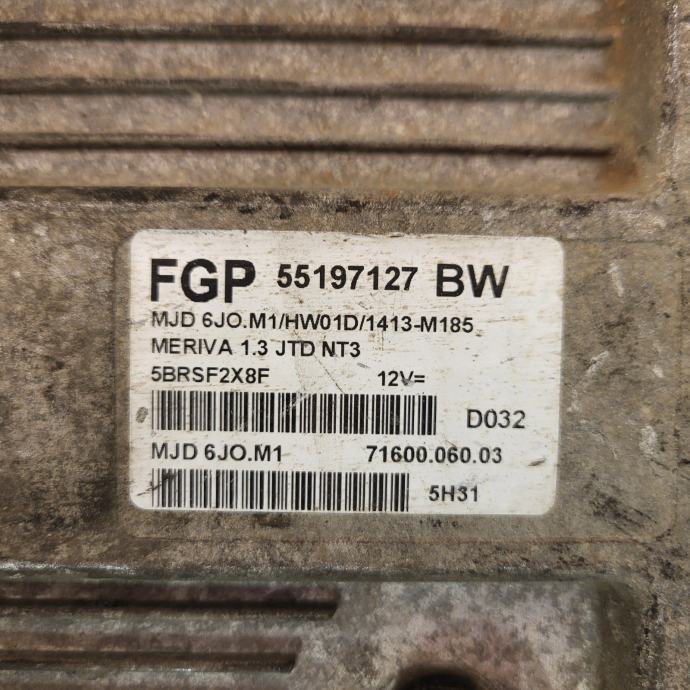 FGP 55197127 BW
MJD 6JO.M1/HW01D/1413-M185
MERIVA 1.3 JTD NT3
5BRSF2X8F 12V=
D032
MJD 6JO.M1 71600.060.03
5H31